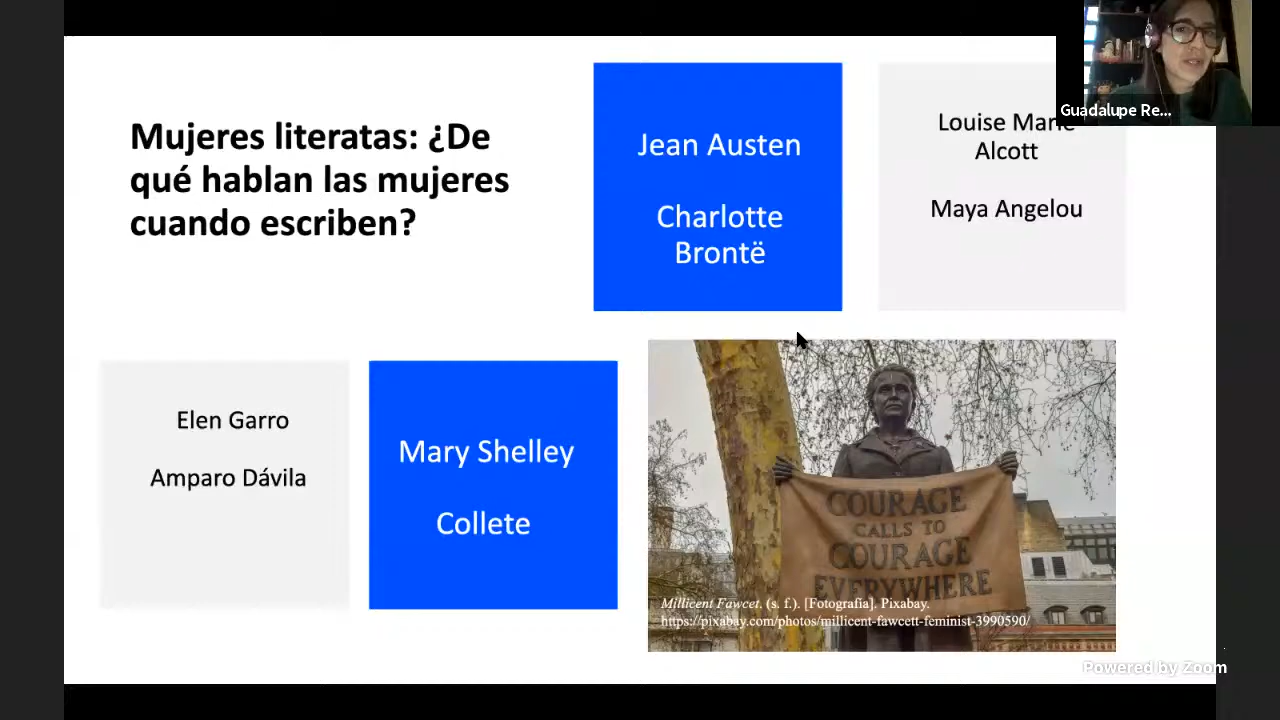 Mujeres literatas: ¿De
qué hablan las mujeres
cuando escriben?
Jean Austen
Charlotte
Brontë
Louise Marie
Alcott
Maya Angelou
Guadalupe Re...
Elen Garro
Amparo Dávila
Mary Shelley
Collete
COURAGE
CALLS TO
COURAGE
EVERYWHERE
Millicent Fawcet. (s. f.). [Fotografía]. Pixabay.
https://pixabay.com/photos/millicent-fawcett-feminist-3990590/
Powered by Zoom